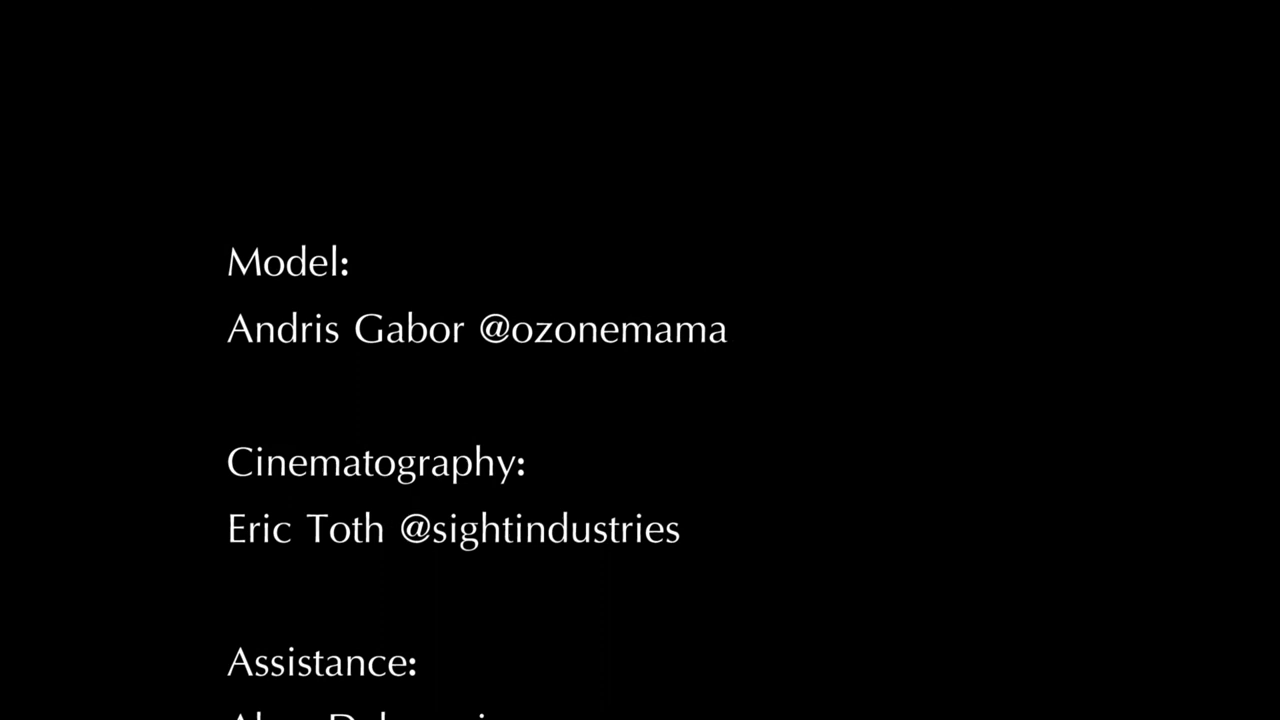 Model:
Andris Gabor @ozonemama
Cinematography:
Eric Toth @sightindustries
Assistance: